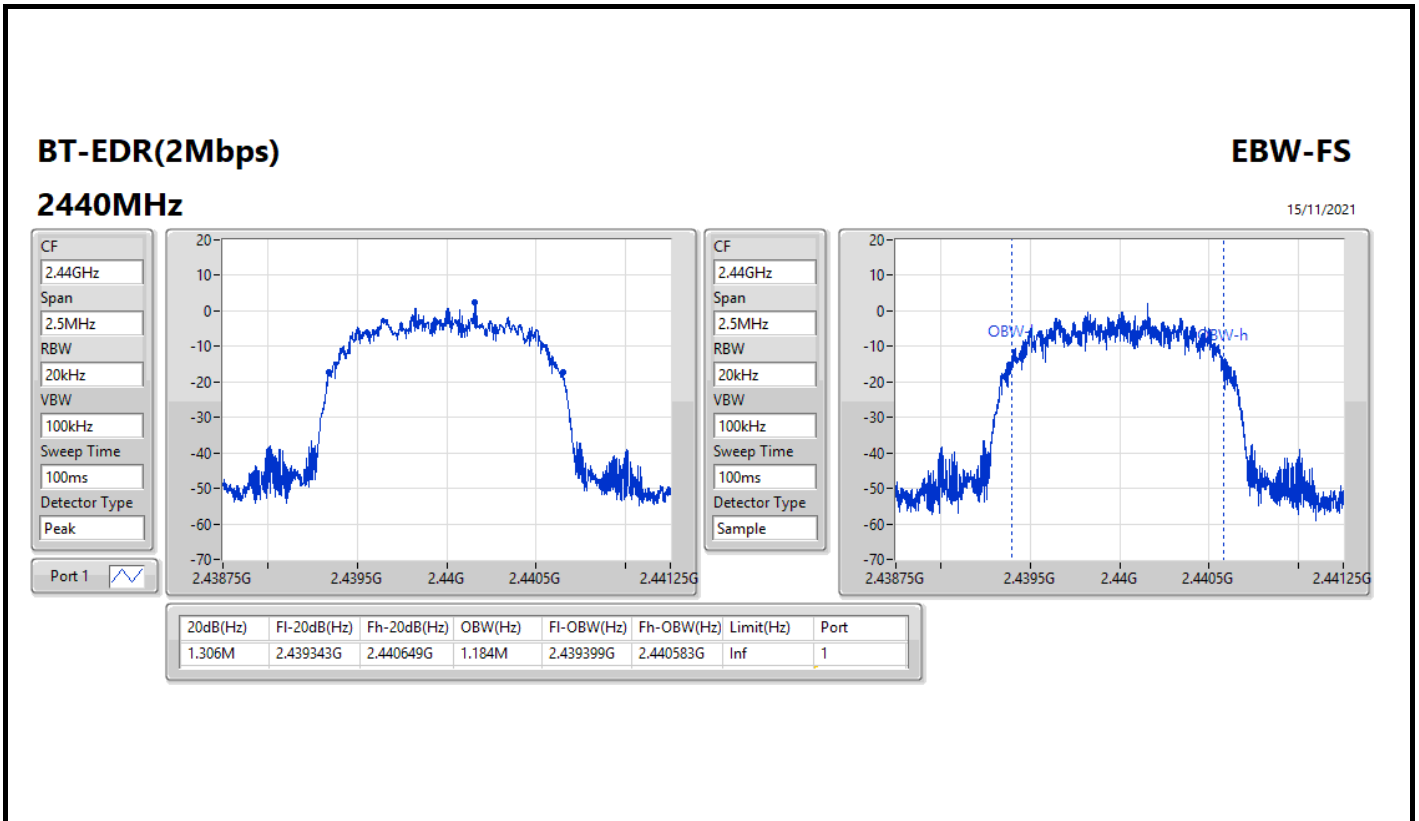 BT-EDR(2Mbps)
EBW-FS
2440MHz
15/11/2021
CF
2.44GHz
Span
2.5MHz
RBW
20kHz
VBW
100kHz
Sweep Time
100ms
Detector Type
Peak
Port 1
20
10
0
-10
-20
-30
-40
-50
-60
-70
2.43875G 2.4395G 2.44G 2.4405G 2.44125G
CF
2.44GHz
Span
2.5MHz
RBW
20kHz
VBW
100kHz
Sweep Time
100ms
Detector Type
Sample
20
10
0
-10
-20
-30
-40
-50
-60
-70
OBW-l OBW-h
2.43875G 2.4395G 2.44G 2.4405G 2.44125G
20dB(Hz) Fl-20dB(Hz) Fh-20dB(Hz) OBW(Hz) Fl-OBW(Hz) Fh-OBW(Hz) Limit(Hz) Port
1.306M 2.439343G 2.440649G 1.184M 2.439399G 2.440583G Inf 1